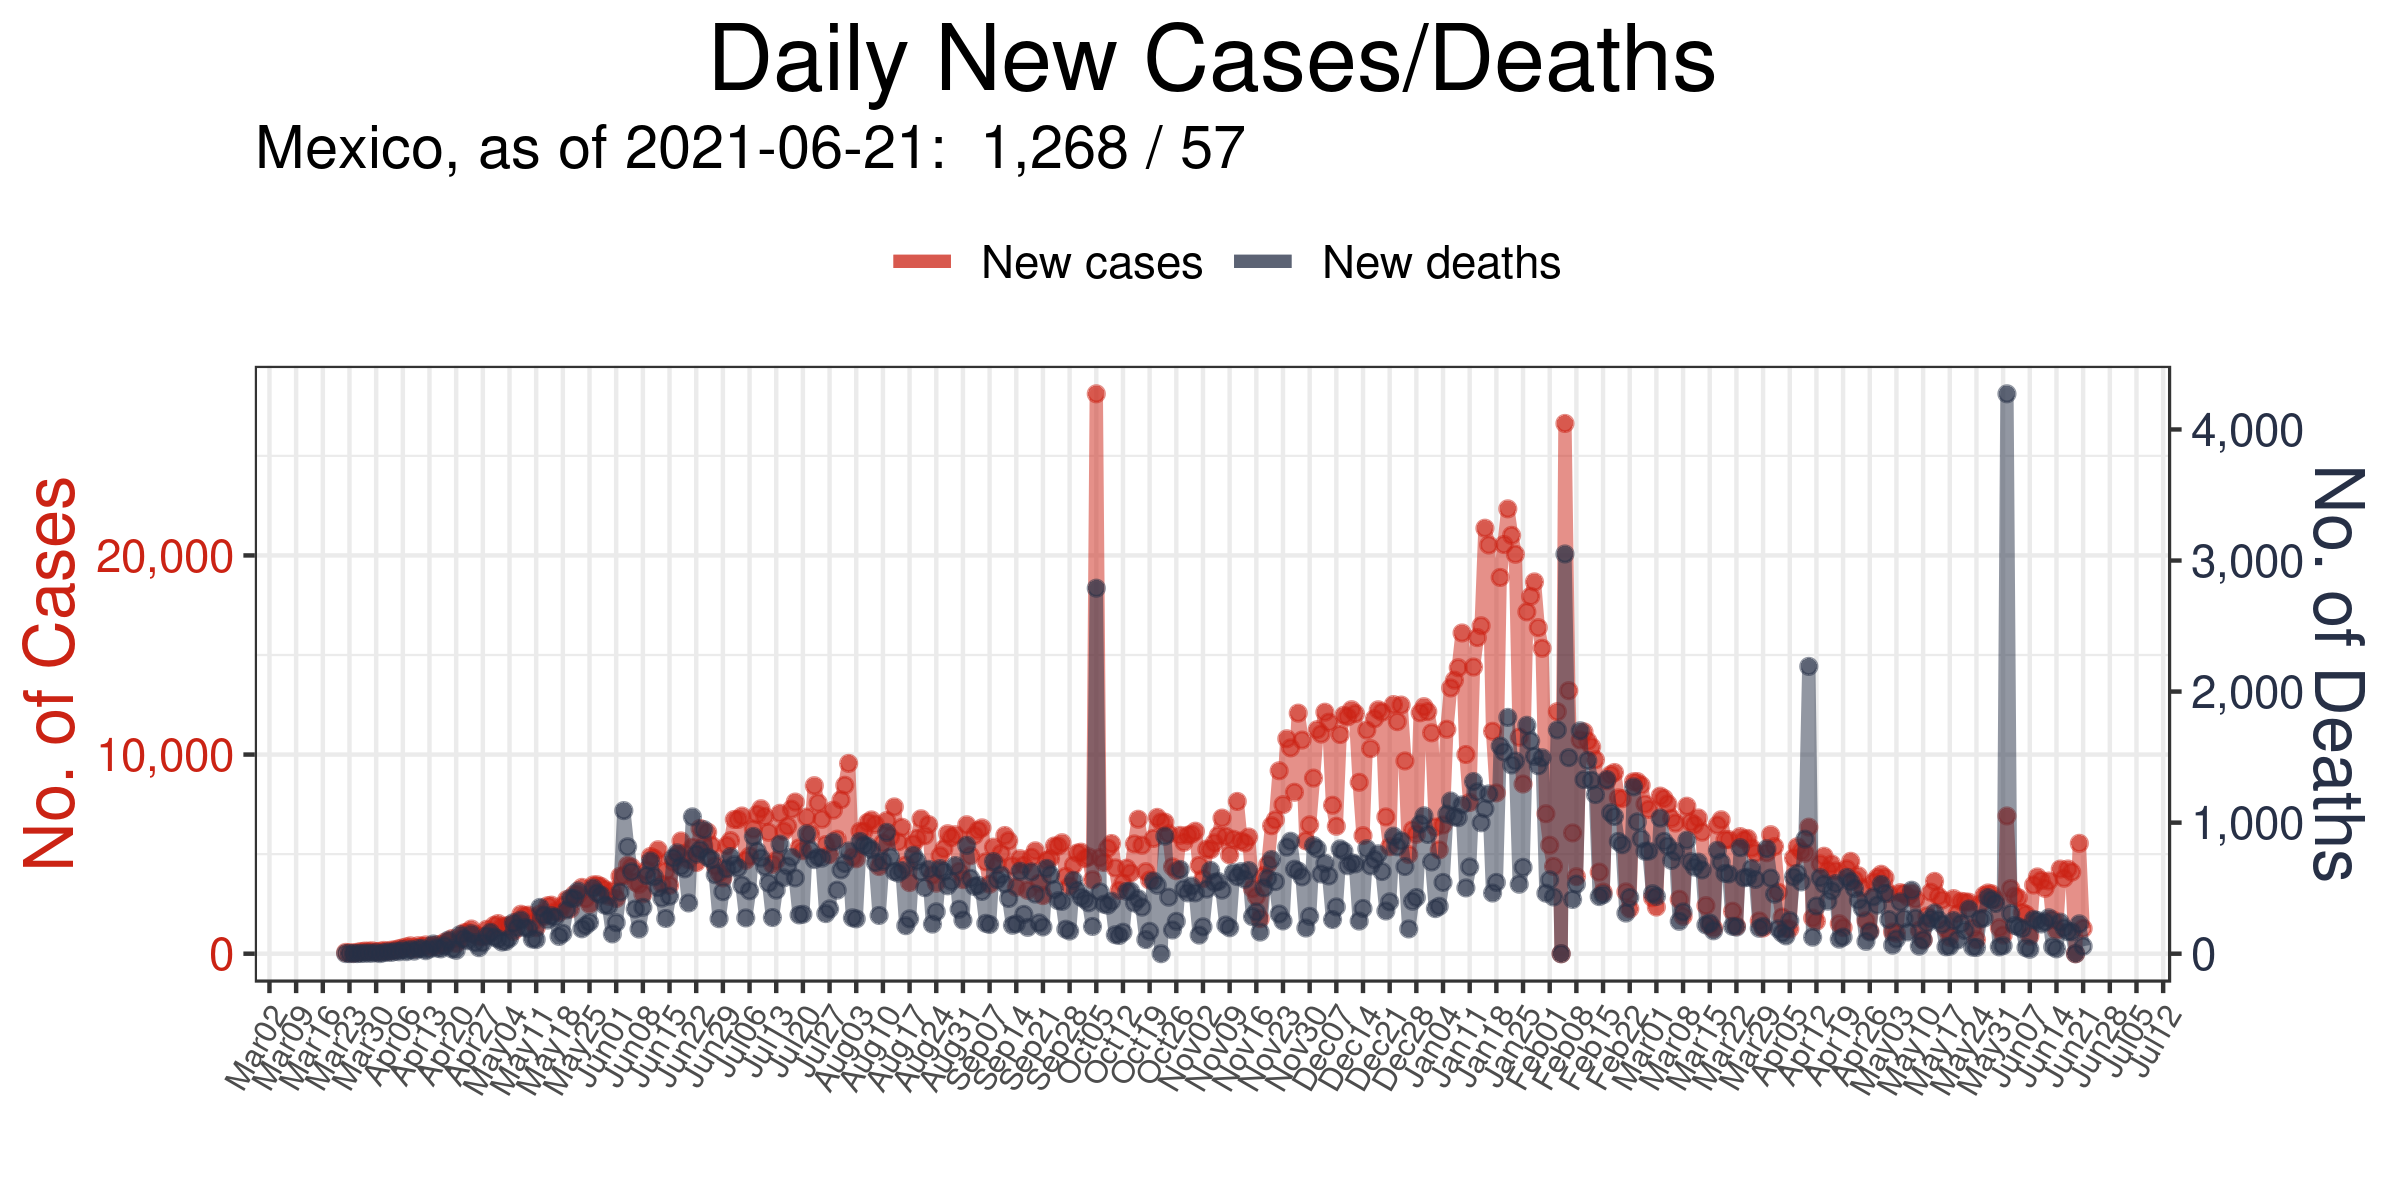 Daily New Cases/Deaths
Mexico, as of 2021-06-21: 1,268 / 57
New cases
New deaths
No. of Cases
20,000
10,000
0
4,000
3,000
2,000
1,000
0
No. of Deaths
Mar02
Mar09
Mar16
Mar23
Mar30
Apr06
Apr13
Apr20
Apr27
May04
May11
May18
May25
Jun01
Jun08
Jun15
Jun22
Jun29
Jul06
Jul13
Jul20
Jul27
Aug03
Aug10
Aug17
Aug24
Aug31
Sep07
Sep14
Sep21
Sep28
Oct05
Oct12
Oct19
Oct26
Nov02
Nov09
Nov16
Nov23
Nov30
Dec07
Dec14
Dec21
Dec28
Jan04
Jan11
Jan18
Jan25
Feb01
Feb08
Feb15
Feb22
Mar01
Mar08
Mar15
Mar22
Mar29
Apr05
Apr12
Apr19
Apr26
May03
May10
May17
May24
May31
Jun07
Jun14
Jun21
Jun28
Jul05
Jul12